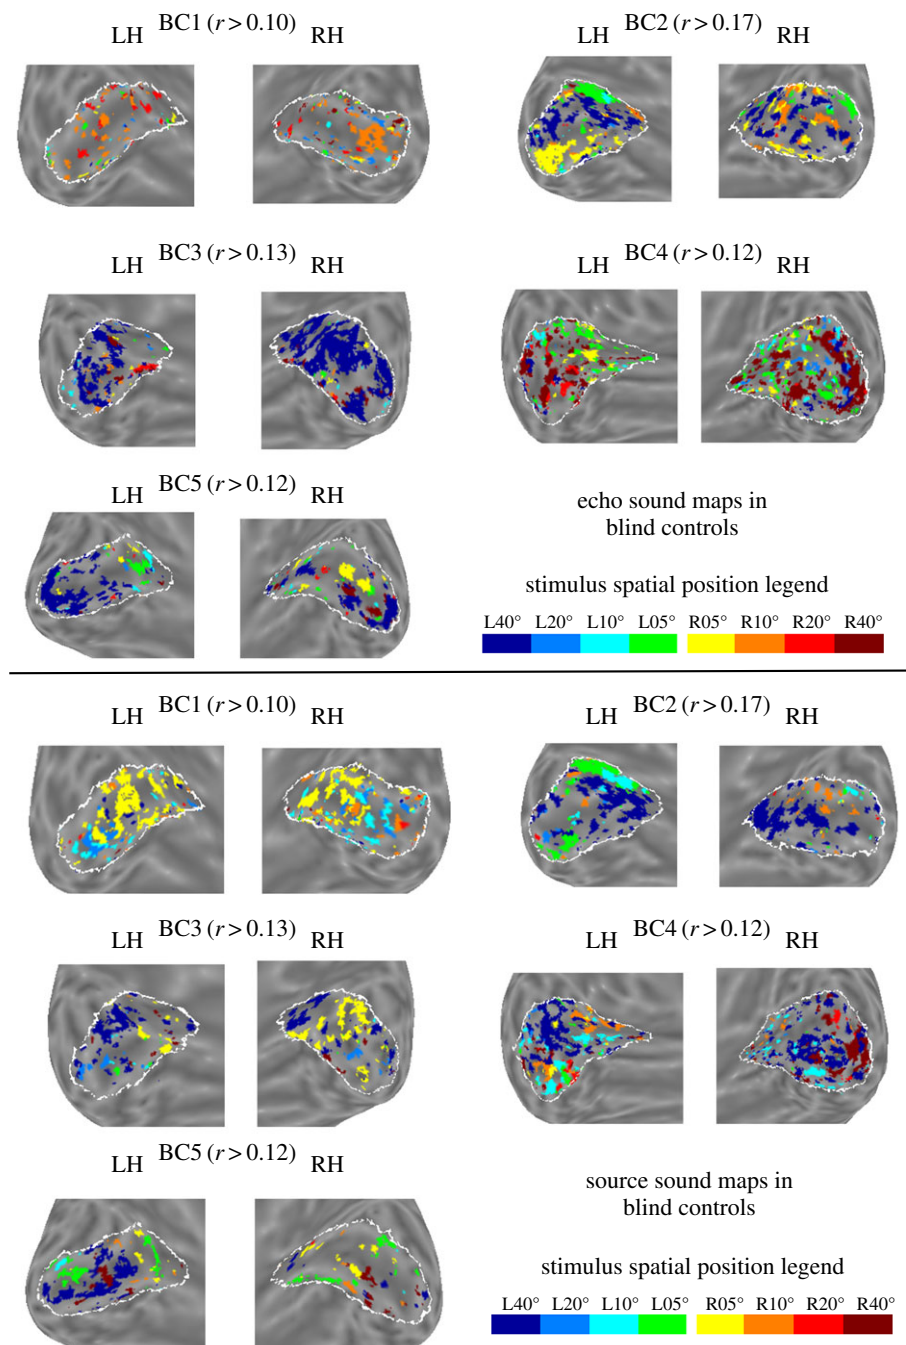 BC1 (r > 0.10)
LH RH
BC2 (r > 0.17)
LH RH
BC3 (r > 0.13)
LH RH
BC4 (r > 0.12)
LH RH
BC5 (r > 0.12)
LH RH
echo sound maps in
blind controls
stimulus spatial position legend
L40° L20° L10° L05° R05° R10° R20° R40°
BC1 (r > 0.10)
LH RH
BC2 (r > 0.17)
LH RH
BC3 (r > 0.13)
LH RH
BC4 (r > 0.12)
LH RH
BC5 (r > 0.12)
LH RH
source sound maps in
blind controls
stimulus spatial position legend
L40° L20° L10° L05° R05° R10° R20° R40°